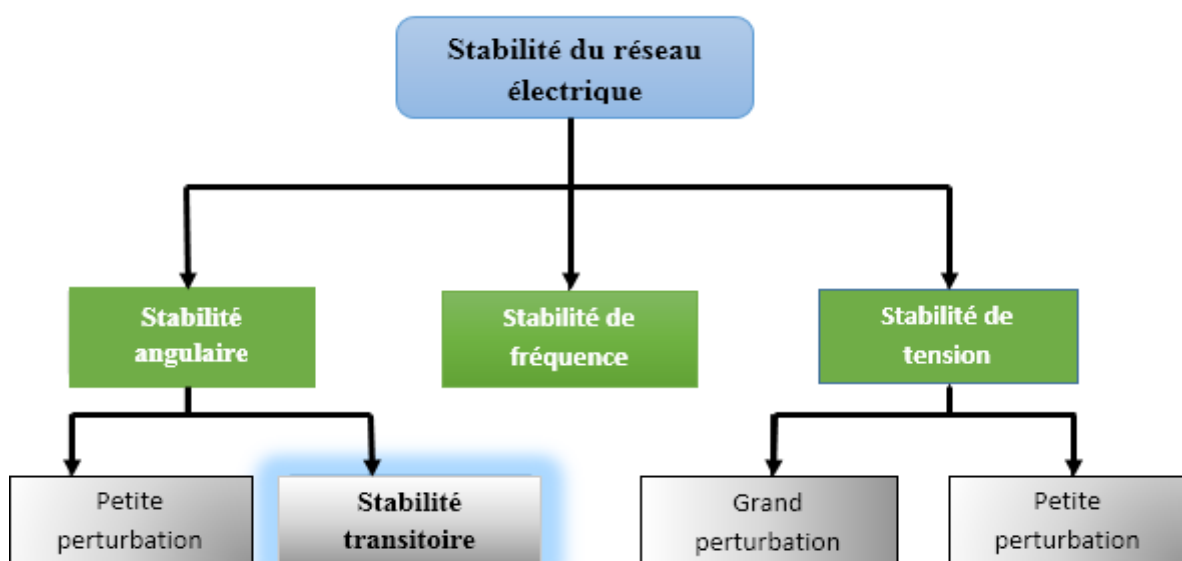 Stabilité du réseau
électrique
Stabilité
angulaire
Stabilité de
fréquence
Stabilité de
tension
Petite
perturbation
Stabilité
transitoire
Grand
perturbation
Petite
perturbation